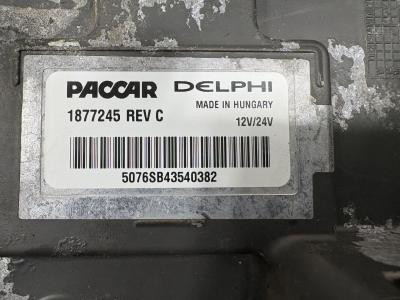 PACCAR DELPHI
MADE IN HUNGARY
1877245 REV C
12V/24V
5076SB43540382